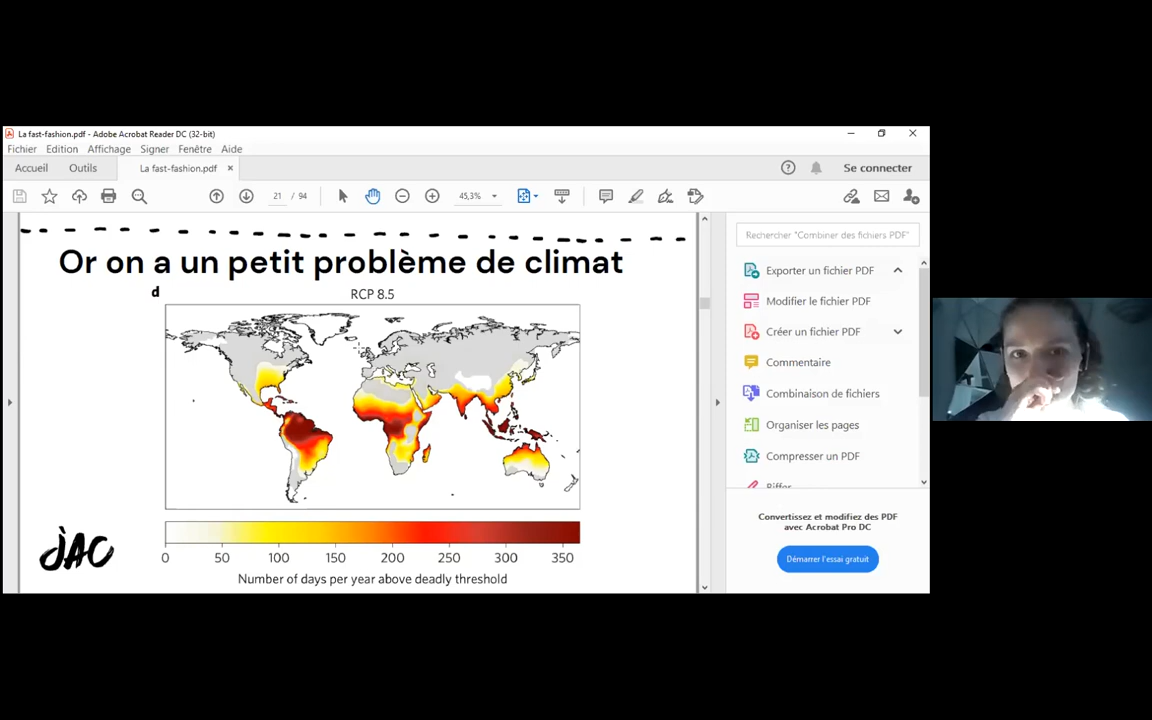 La fast-fashion.pdf - Adobe Acrobat Reader DC (32-bit)
Fichier Edition Affichage Signer Fenêtre Aide
Accueil Outils La fast-fashion.pdf × Se connecter
21 / 94 45,3%
Or on a un petit problème de climat
d
RCP 8.5
0 50 100 150 200 250 300 350
Number of days per year above deadly threshold
JAC
Rechercher "Combiner des fichiers PDF"
Exporter un fichier PDF
Modifier le fichier PDF
Créer un fichier PDF
Commentaire
Combinaison de fichiers
Organiser les pages
Compresser un PDF
Convertissez et modifiez des PDF
avec Acrobat Pro DC
Démarrer l'essai gratuit